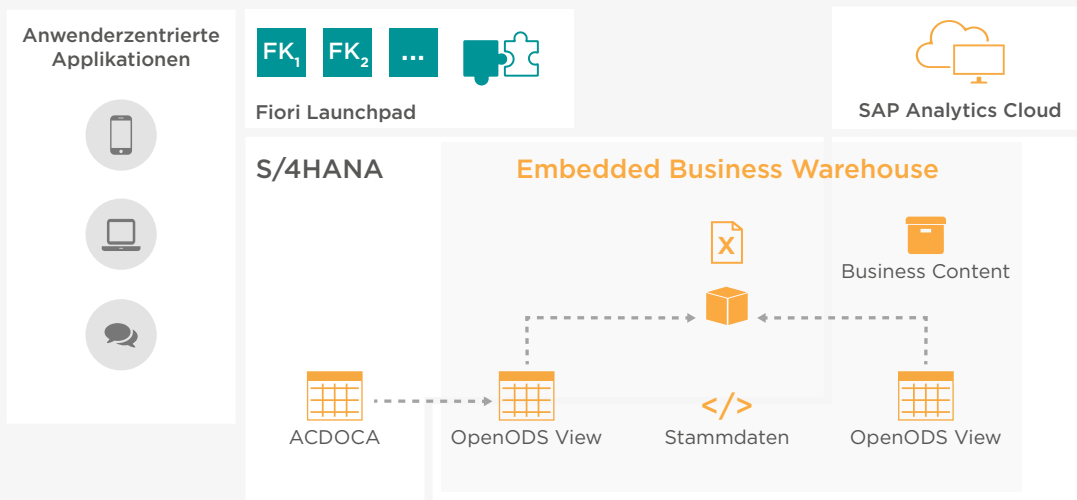 Anwenderzentrierte
Applikationen
FK1
FK2
...
Fiori Launchpad
SAP Analytics Cloud
S/4HANA
Embedded Business Warehouse
X
Business Content
</>
ACDOCA
OpenODS View
Stammdaten
OpenODS View